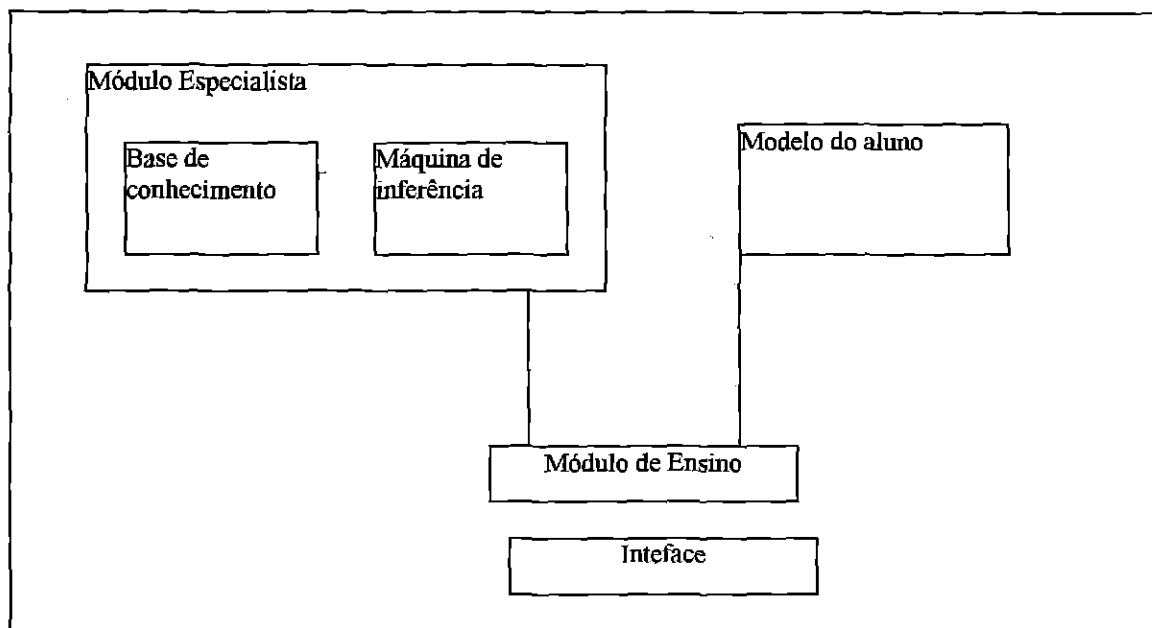 Módulo Especialista
Base de
conhecimento
Máquina de
inferência
Modelo do aluno
Módulo de Ensino
Inteface